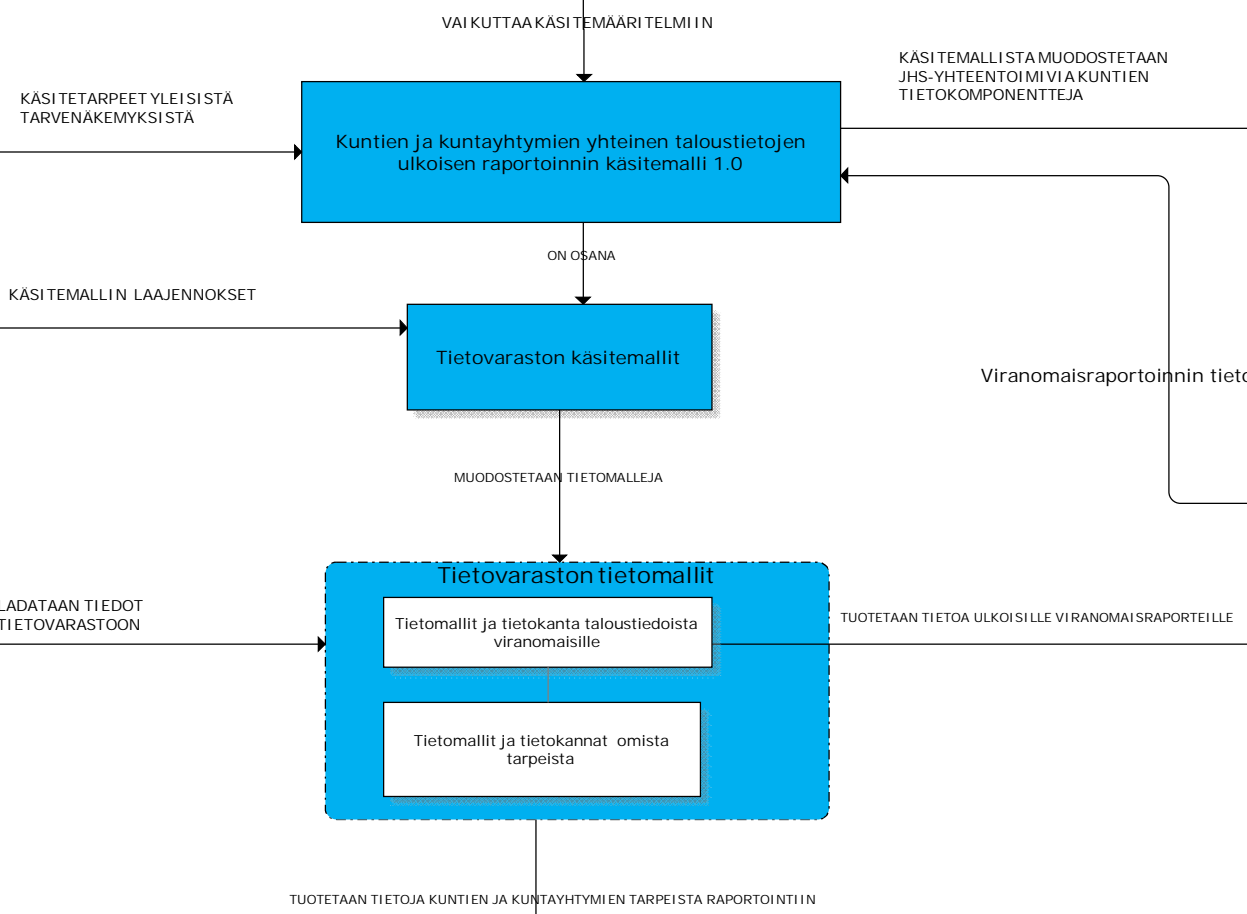 VAIKUTTAA KÄSITEMÄÄRITELMIIN
KÄSITEMALLISTA MUODOSTETAAN
JHS-YHTEENTOIMIVIA KUNTIEN
TIETOKOMPONENTTEJA
KÄSITETARPEET YLEISISTÄ
TARVENÄKEMYKSISTÄ
Kuntien ja kuntayhtymien yhteinen taloustietojen
ulkoisen raportoinnin käsitemalli 1.0
ON OSANA
KÄSITEMALLIN LAAJENNOKSET
Tietovaraston käsitemallit
Viranomaisraportoinnin tieto
MUODOSTETAAN TIETOMALLEJA
Tietovaraston tietomallit
LADATAAN TIEDOT
TIETOVARASTOON
Tietomallit ja tietokanta taloustiedoista
viranomaisille
TUOTETAAN TIETOA ULKOISILLE VIRANOMAISRAPORTEILLE
Tietomallit ja tietokannat omista
tarpeista
TUOTETAAN TIETOJA KUNTIEN JA KUNTAYHTYMIEN TARPEISTA RAPORTOINTIIN